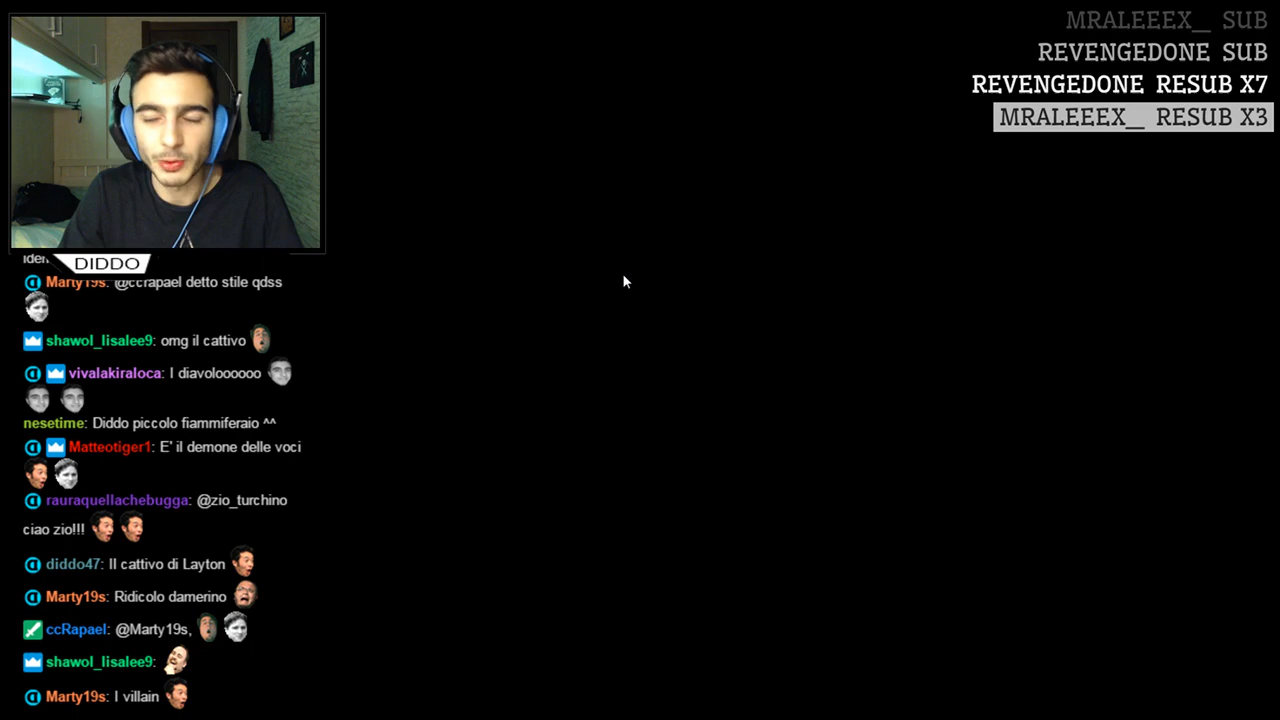 MRALEEEX_ SUB
REVENGEDONE SUB
REVENGEDONE RESUB X7
MRALEEEX_ RESUB X3
DIDDO
Marty19s: @ccrapael detto stile qdss
shawol_lisalee9: omg il cattivo
vivalakiraloca: I diavoloooooo
nesetime: Diddo piccolo fiammiferaio ^^
Matteotiger1: E' il demone delle voci
rauraquellachebugga: @zio_turchino
ciao zio!!!
diddo47: Il cattivo di Layton
Marty19s: Ridicolo damerino
ccRapael: @Marty19s,
shawol_lisalee9:
Marty19s: I villain